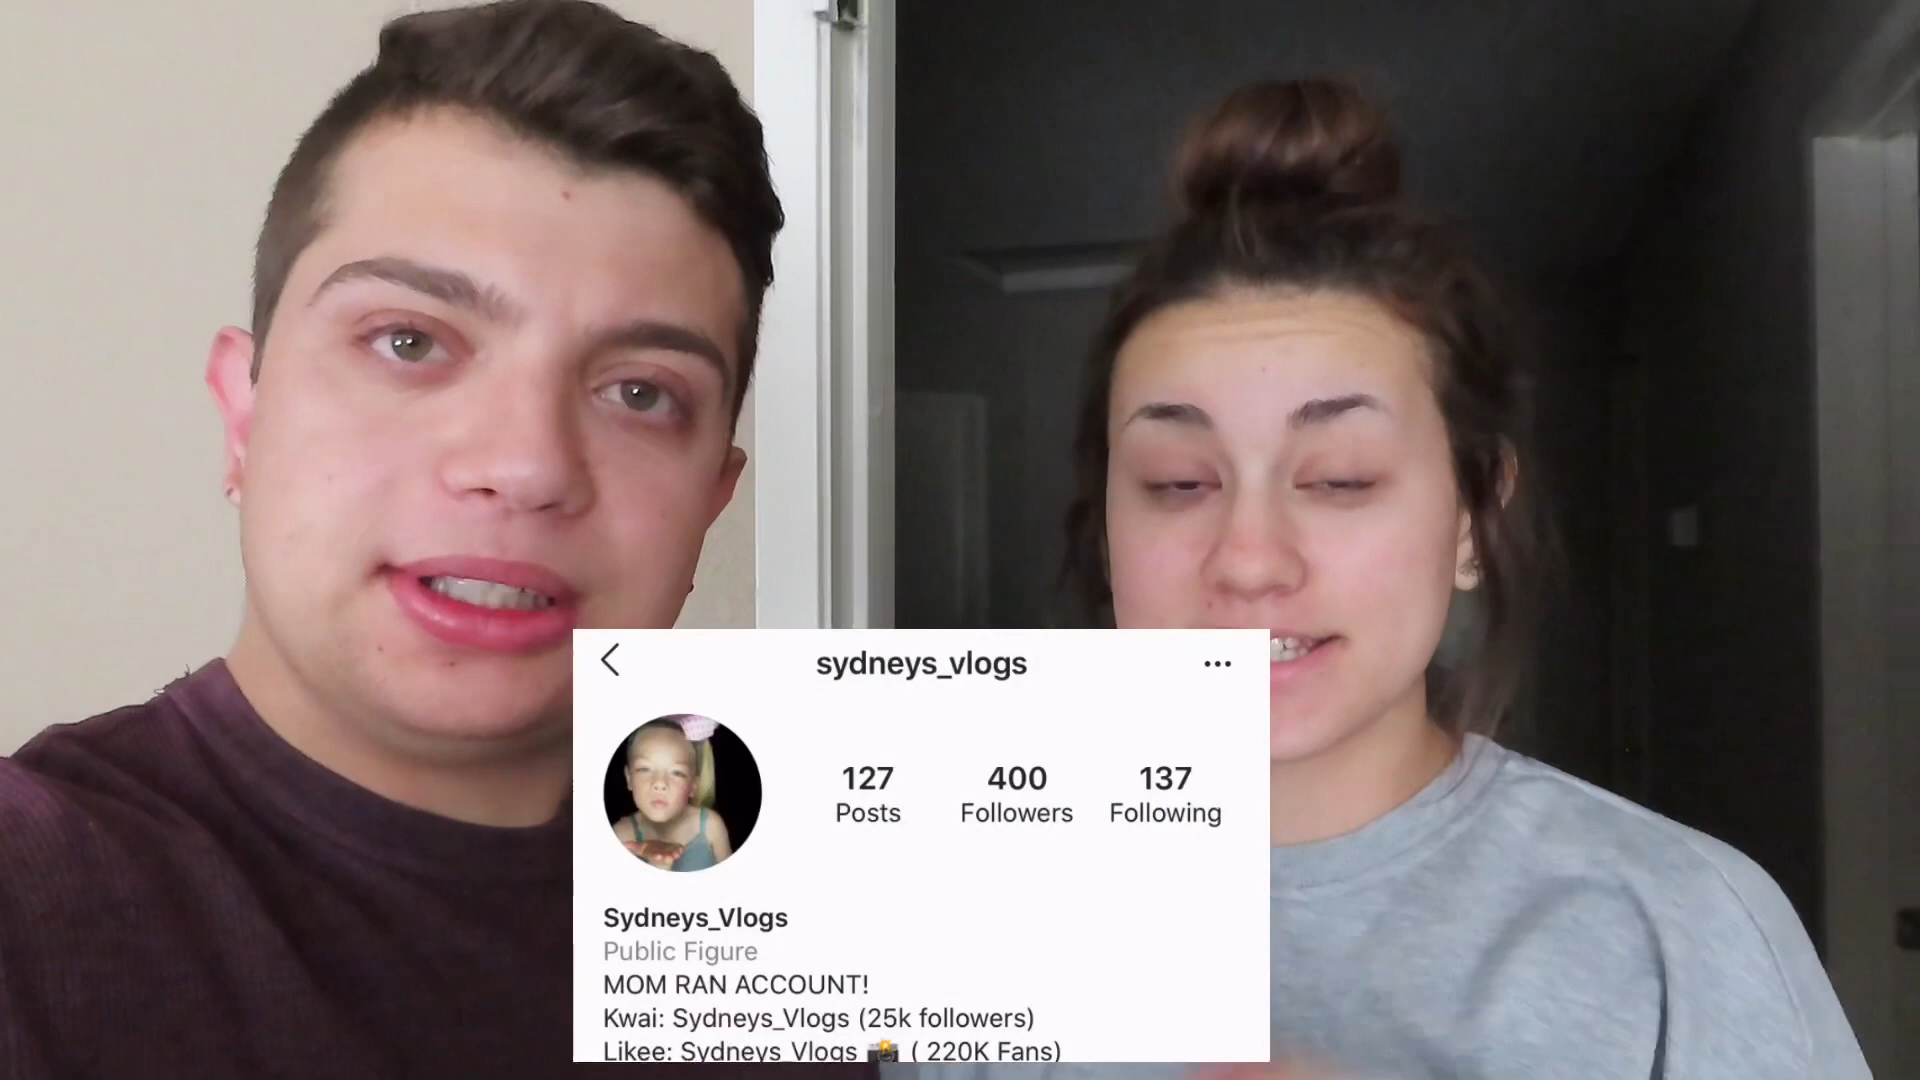 sydneys_vlogs
127 400 137
Posts Followers Following
Sydneys_Vlogs
Public Figure
MOM RAN ACCOUNT!
Kwai: Sydneys_Vlogs (25k followers)
Likee: Sydneys_Vlogs 📸 ( 220K Fans)